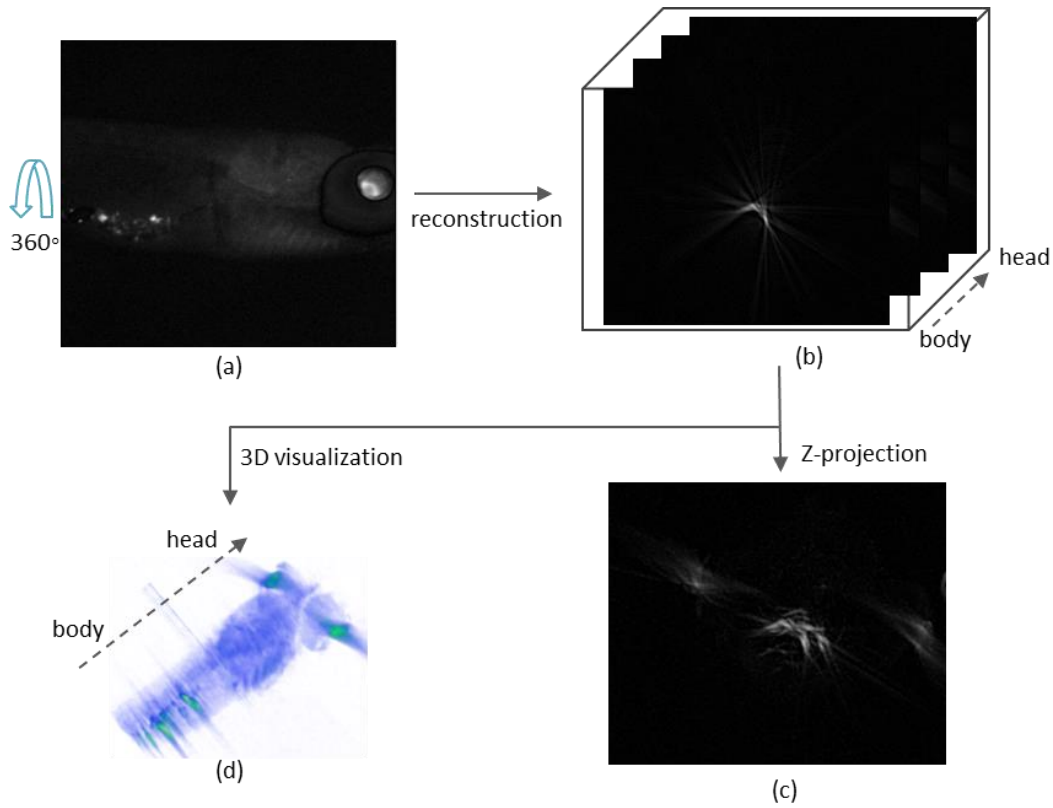 360°
(a)
reconstruction
head
body
(b)
3D visualization
Z-projection
head
body
(d)
(c)